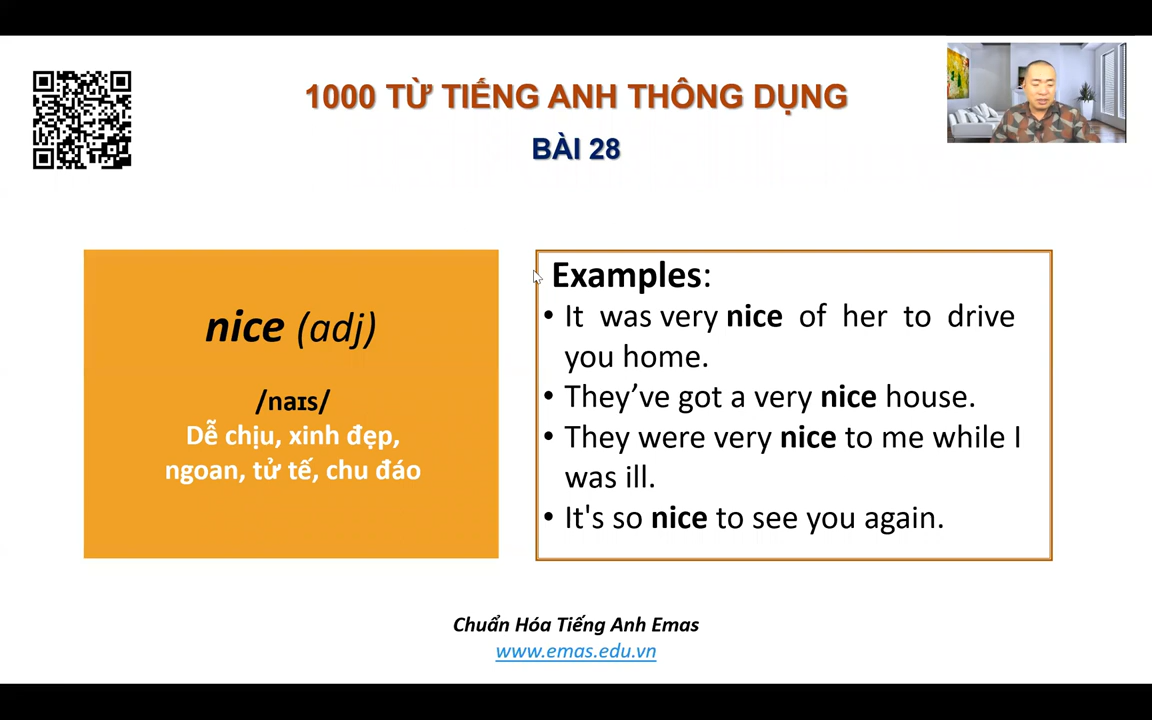 1000 TỪ TIẾNG ANH THÔNG DỤNG
BÀI 28
nice (adj)
/naɪs/
Dễ chịu, xinh đẹp,
ngoan, tử tế, chu đáo
Examples:
• It was very nice of her to drive
you home.
• They’ve got a very nice house.
• They were very nice to me while I
was ill.
• It's so nice to see you again.
Chuẩn Hóa Tiếng Anh Emas
www.emas.edu.vn